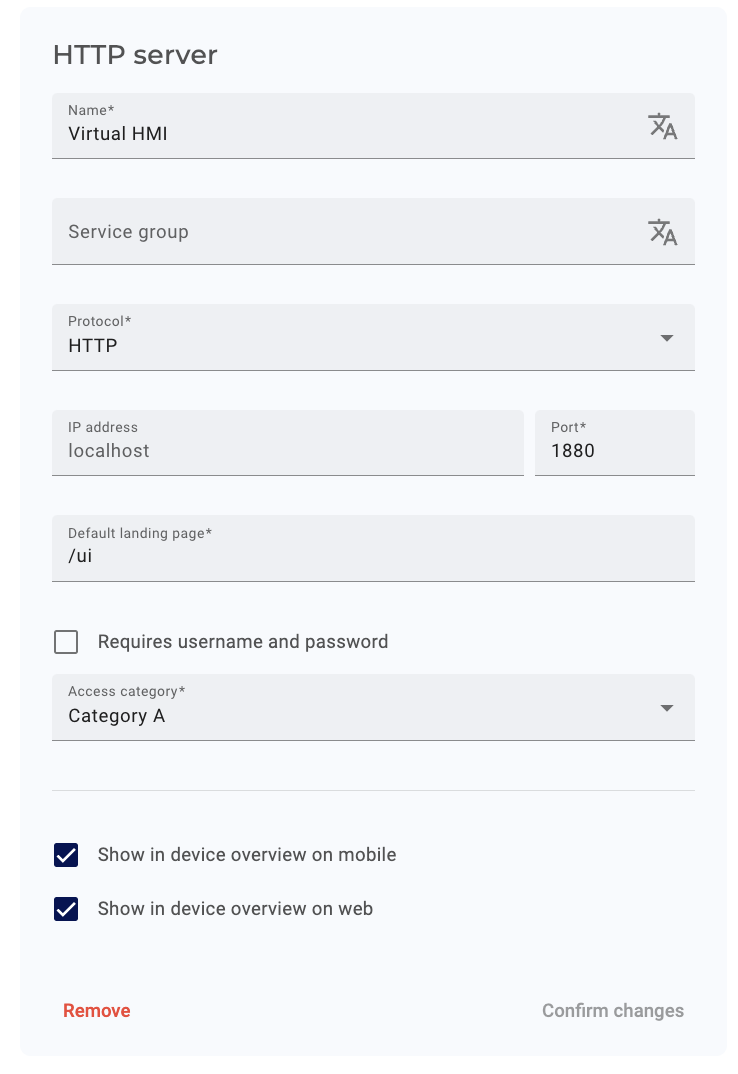 HTTP server
Name*
Virtual HMI
Service group
Protocol*
HTTP
IP address
localhost
Port*
1880
Default landing page*
/ui
Requires username and password
Access category*
Category A
Show in device overview on mobile
Show in device overview on web
Remove
Confirm changes